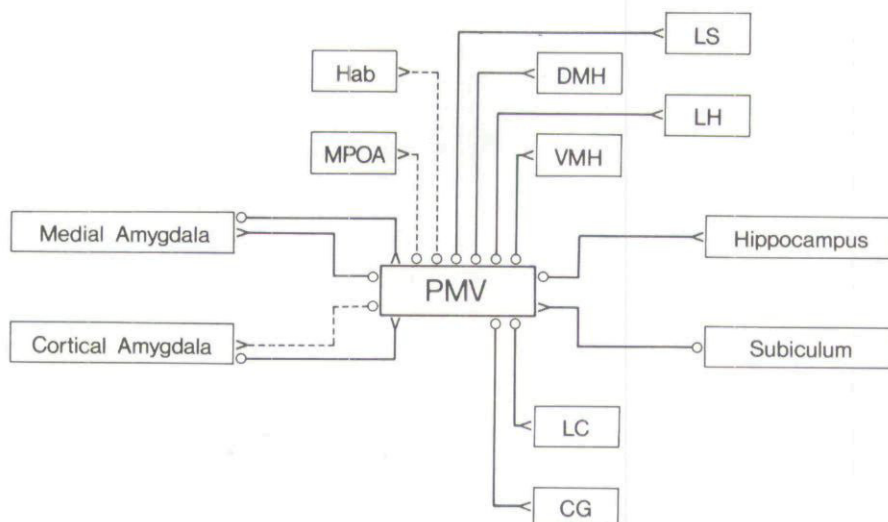 LS
Hab
DMH
LH
MPOA
VMH
Medial Amygdala
Hippocampus
PMV
Cortical Amygdala
Subiculum
LC
CG